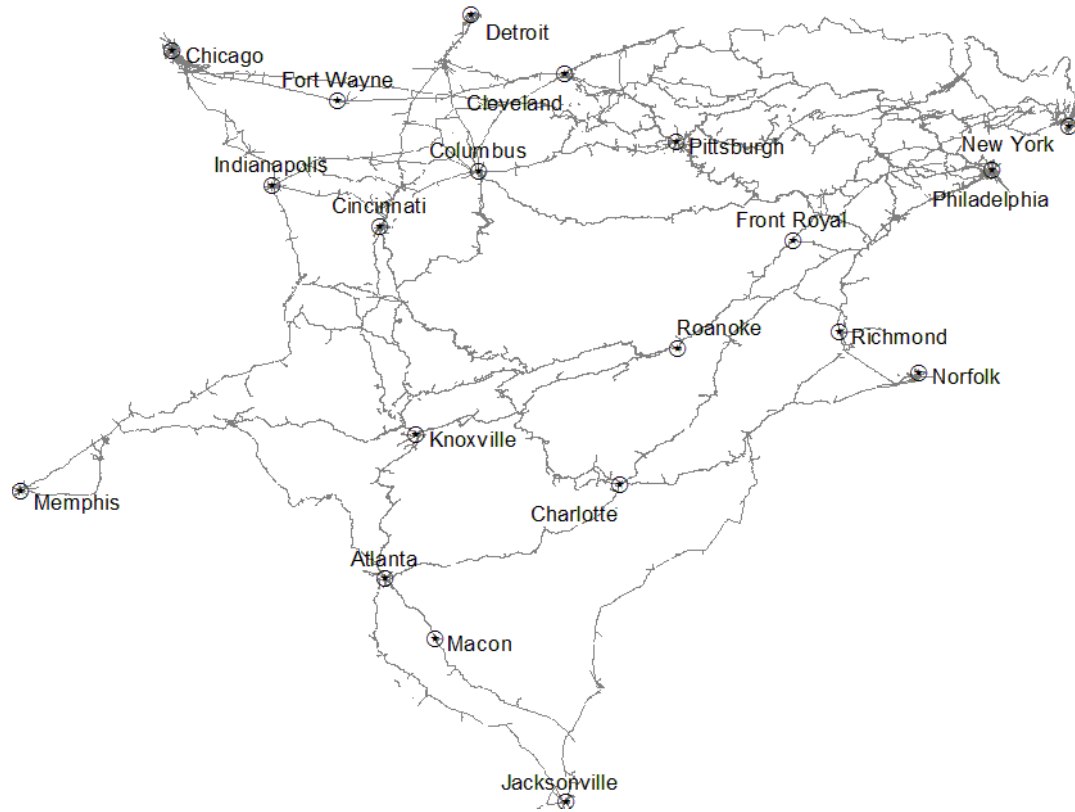 Detroit
Chicago
Fort Wayne
Cleveland
New York
Pittsburgh
Columbus
Indianapolis
Philadelphia
Cincinnati
Front Royal
Roanoke
Richmond
Norfolk
Knoxville
Memphis
Charlotte
Atlanta
Macon
Jacksonville